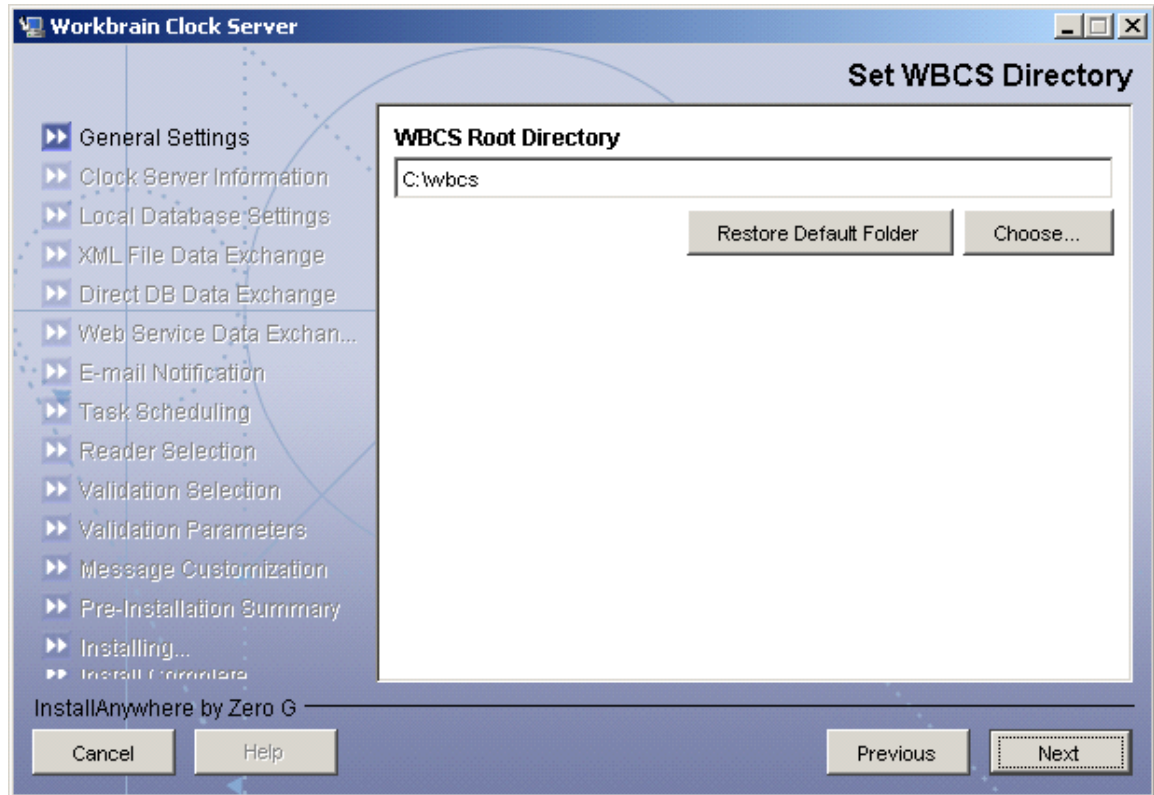 Workbrain Clock Server
Set WBCS Directory
General Settings
Clock Server Information
Local Database Settings
XML File Data Exchange
Direct DB Data Exchange
Web Service Data Exchan...
E-mail Notification
Task Scheduling
Reader Selection
Validation Selection
Validation Parameters
Message Customization
Pre-Installation Summary
Installing...
Install Complete
WBCS Root Directory
C:\wbcs
Restore Default Folder
Choose...
InstallAnywhere by Zero G
Cancel
Help
Previous
Next